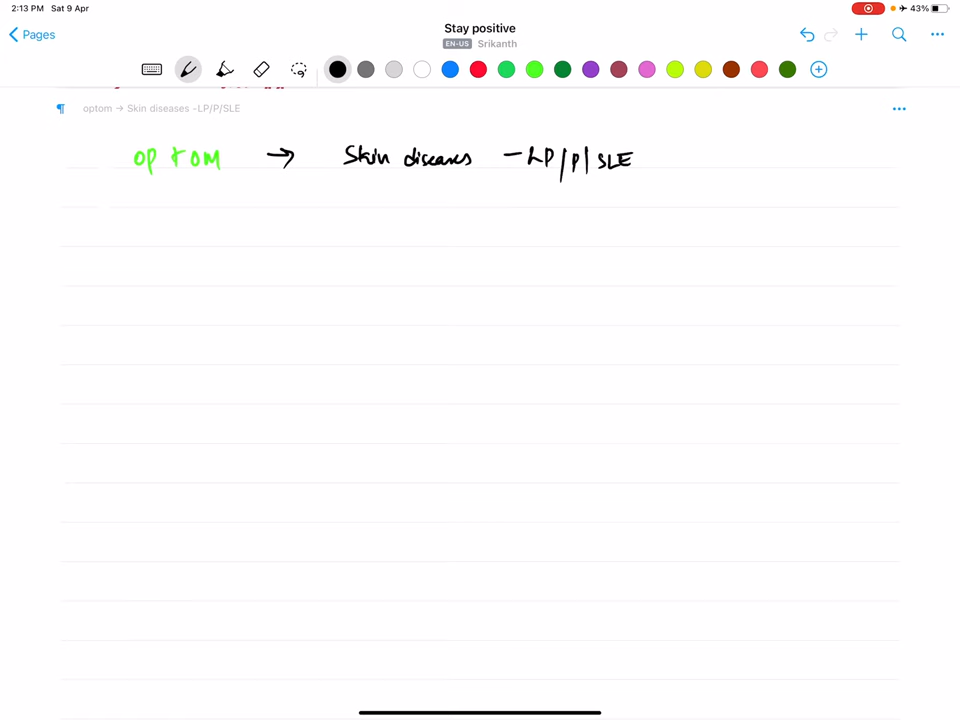 2:13 PM Sat 9 Apr 43%
Pages
Stay positive
EN-US Srikanth
optom → Skin diseases -LP/P/SLE
op + om → Skin diseases - LP/P/SLE